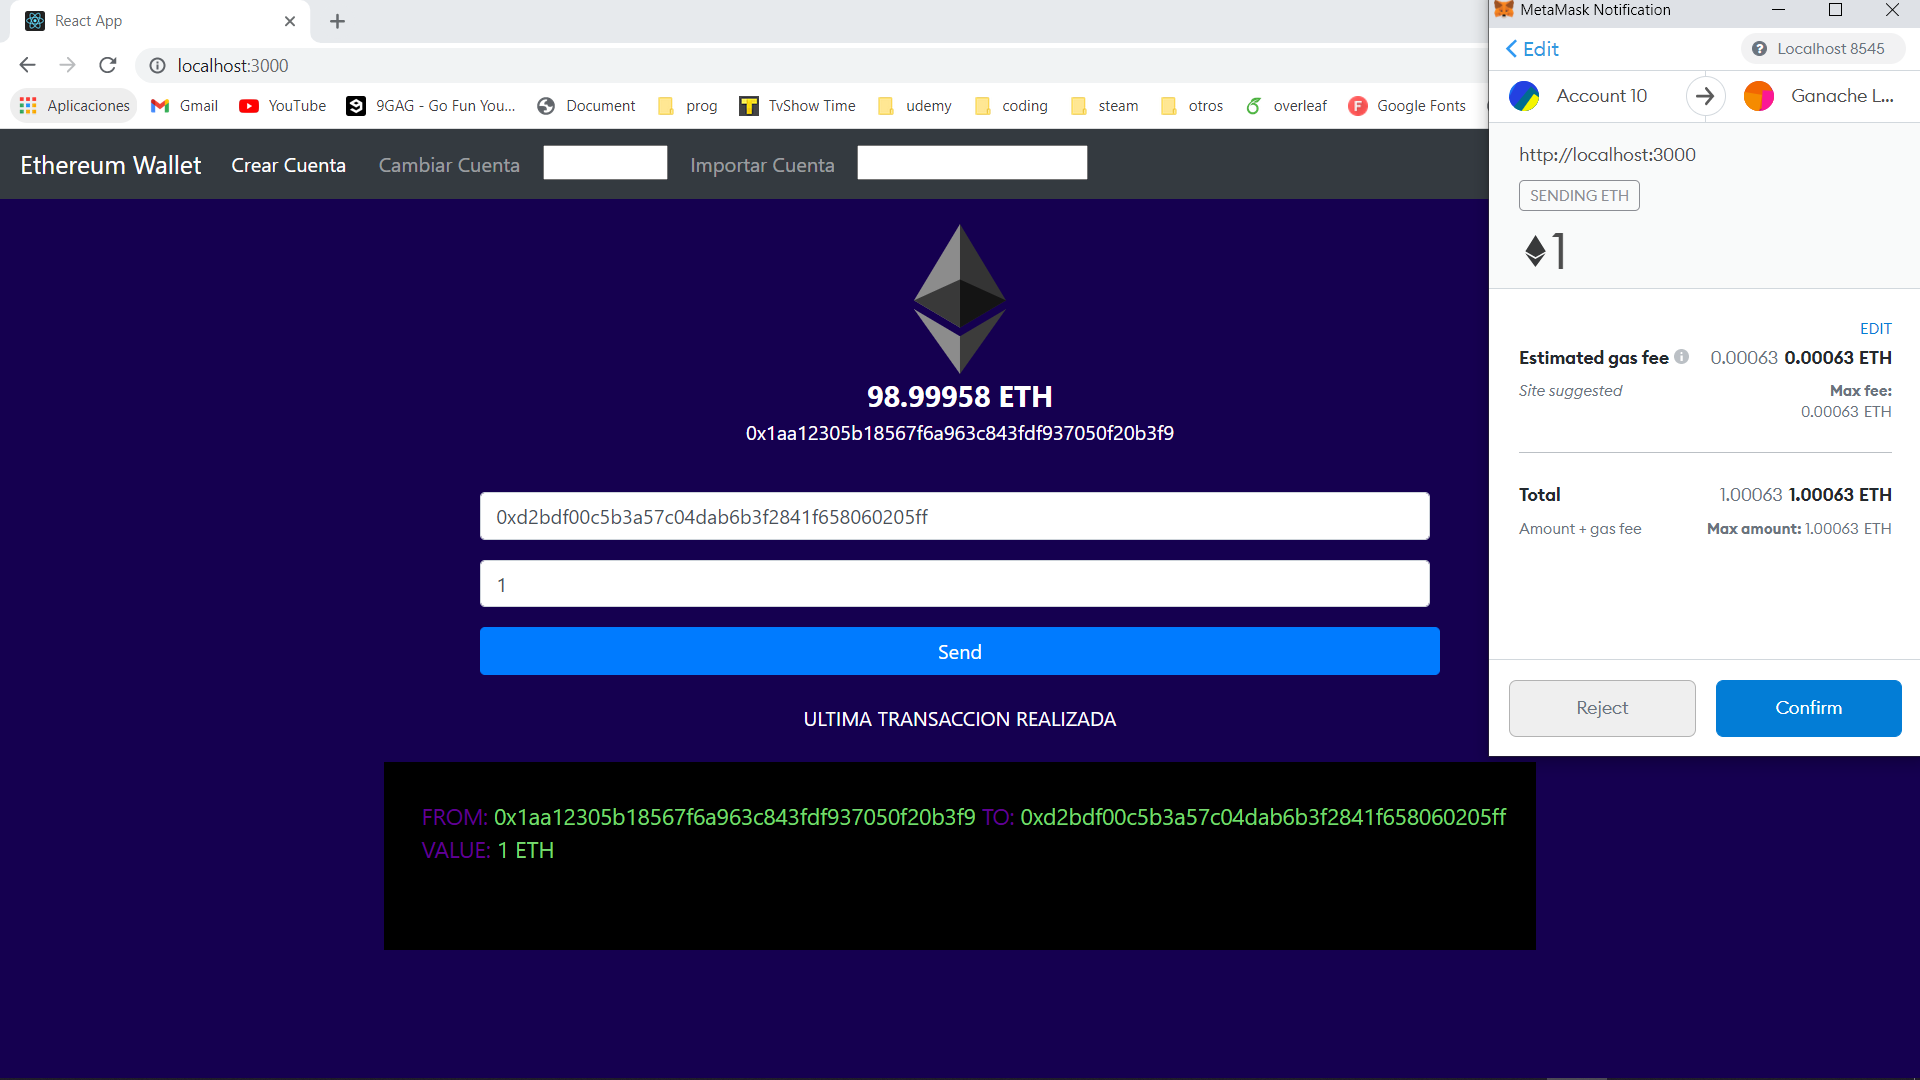 React App
MetaMask Notification
localhost:3000
Edit
Localhost 8545
Aplicaciones Gmail YouTube 9GAG - Go Fun You... Document prog TvShow Time udemy coding steam otros overleaf Google Fonts
Account 10 Ganache L...
Ethereum Wallet Crear Cuenta Cambiar Cuenta Importar Cuenta
http://localhost:3000
SENDING ETH
1
98.99958 ETH
0x1aa12305b18567f6a963c843fdf937050f20b3f9
0xd2bdf00c5b3a57c04dab6b3f2841f658060205ff
1
Send
EDIT
Estimated gas fee 0.00063 0.00063 ETH
Site suggested Max fee:
0.00063 ETH
Total 1.00063 1.00063 ETH
Amount + gas fee Max amount: 1.00063 ETH
Reject Confirm
ULTIMA TRANSACCION REALIZADA
FROM: 0x1aa12305b18567f6a963c843fdf937050f20b3f9 TO: 0xd2bdf00c5b3a57c04dab6b3f2841f658060205ff
VALUE: 1 ETH